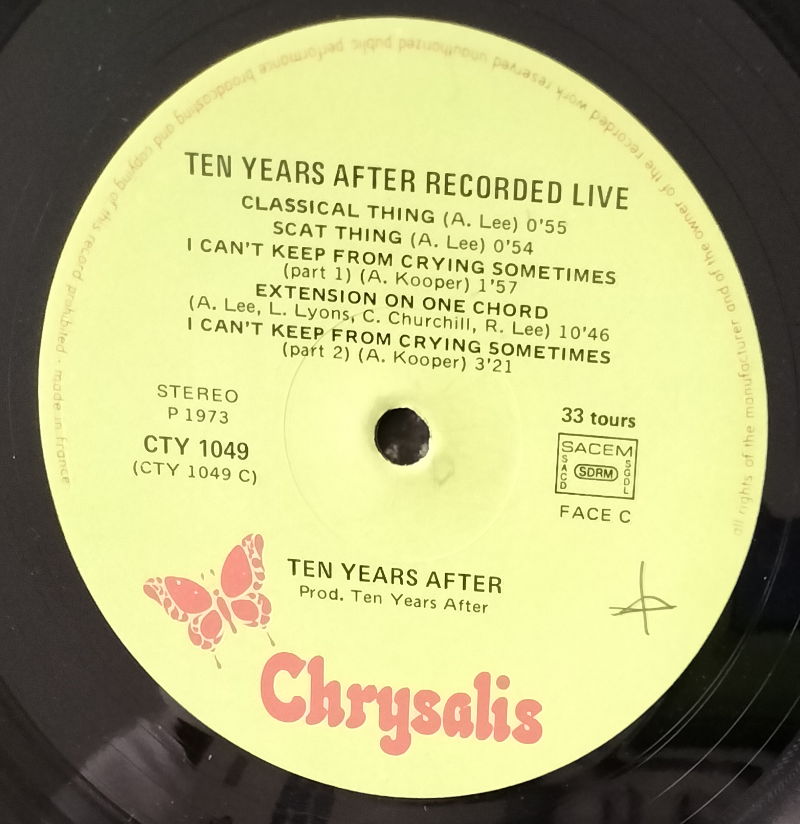 TEN YEARS AFTER RECORDED LIVE
CLASSICAL THING (A. Lee) 0'55
SCAT THING (A. Lee) 0'54
I CAN'T KEEP FROM CRYING SOMETIMES
(part 1) (A. Kooper) 1'57
EXTENSION ON ONE CHORD
(A. Lee, L. Lyons, C. Churchill, R. Lee) 10'46
I CAN'T KEEP FROM CRYING SOMETIMES
(part 2) (A. Kooper) 3'21
STEREO
P 1973
CTY 1049
(CTY 1049 C)
33 tours
SACEM
SACD
SDRM
SGDL
FACE C
TEN YEARS AFTER
Prod. Ten Years After
Chrysalis
all rights of the manufacturer and of the owner of the recorded work reserved unauthorized public performance broadcasting and copying of this record prohibited - made in france